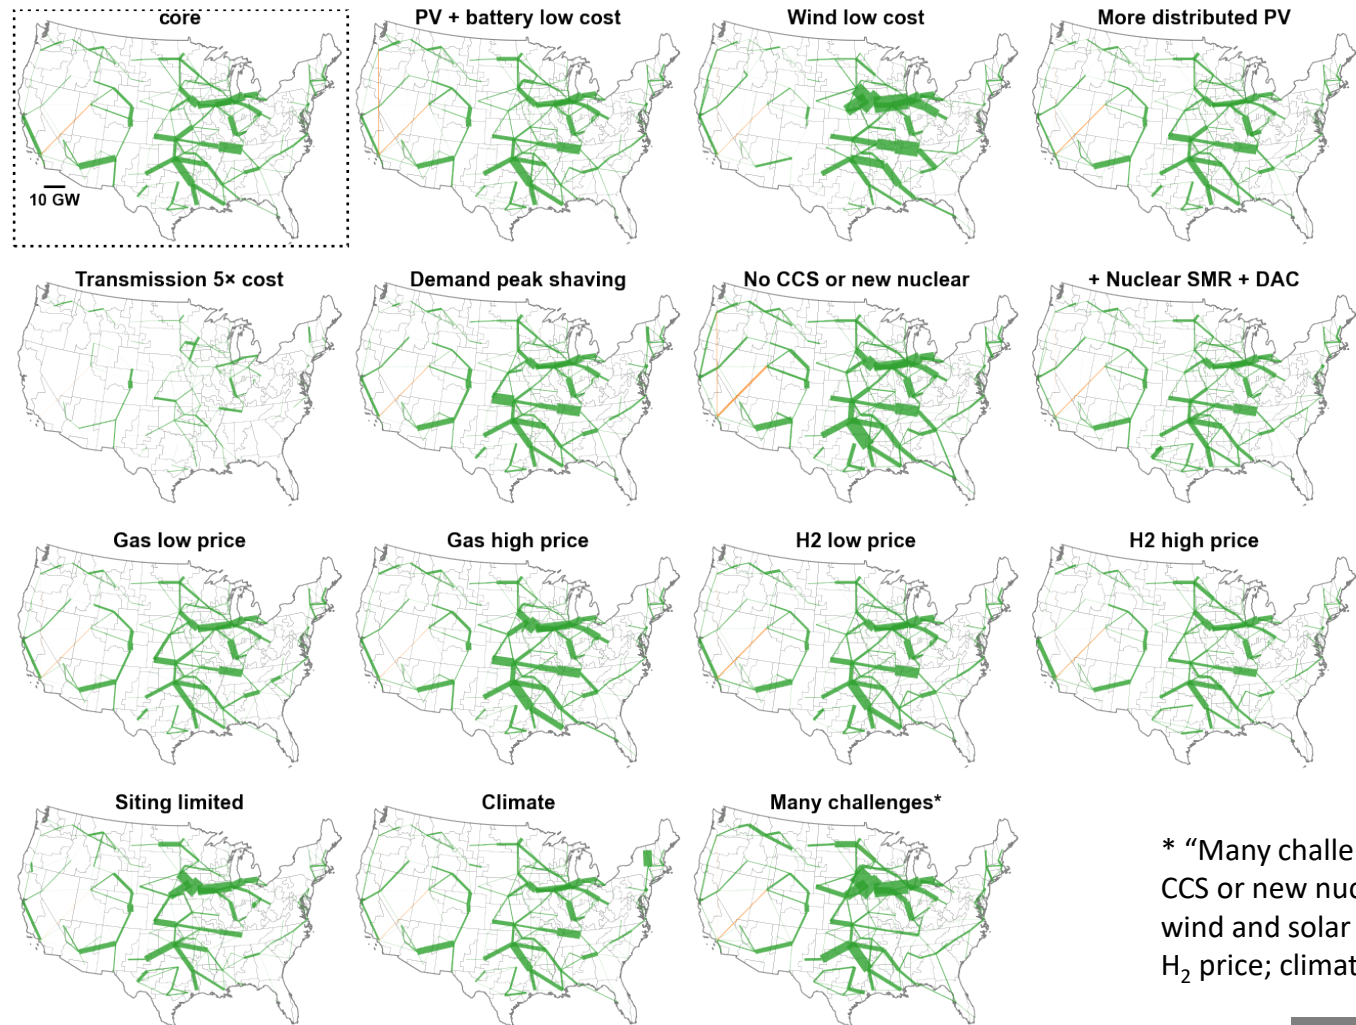 core
PV + battery low cost
Wind low cost
More distributed PV
10 GW
Transmission 5× cost
Demand peak shaving
No CCS or new nuclear
+ Nuclear SMR + DAC
Gas low price
Gas high price
H2 low price
H2 high price
Siting limited
Climate
Many challenges*
* “Many challe
CCS or new nuc
wind and solar
H₂ price; climat